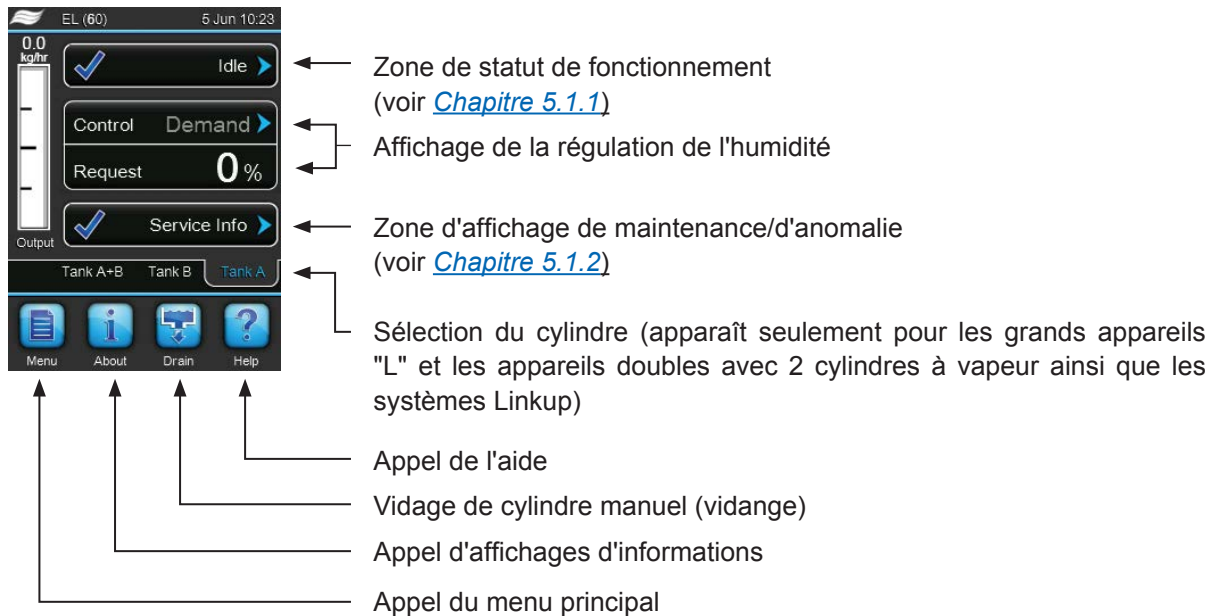 EL (60) 5 Jun 10:23
0.0
kg/hr
Idle
Control Demand
Request 0 %
Service Info
Output
Tank A+B Tank B Tank A
Menu About Drain Help
Zone de statut de fonctionnement
(voir Chapitre 5.1.1)
Affichage de la régulation de l'humidité
Zone d'affichage de maintenance/d'anomalie
(voir Chapitre 5.1.2)
Sélection du cylindre (apparaît seulement pour les grands appareils
"L" et les appareils doubles avec 2 cylindres à vapeur ainsi que les
systèmes Linkup)
Appel de l'aide
Vidage de cylindre manuel (vidange)
Appel d'affichages d'informations
Appel du menu principal